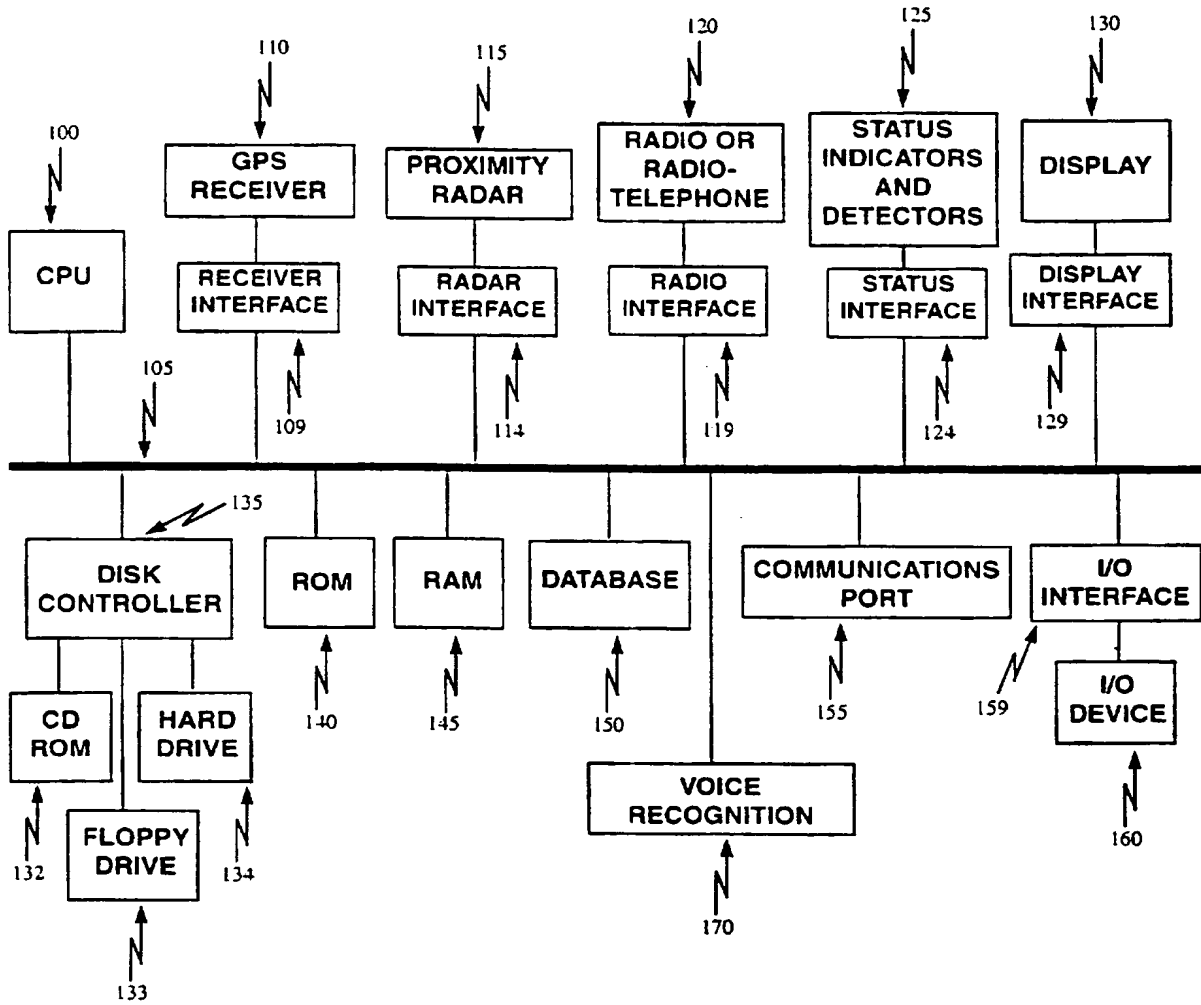 110
115
120
125
130
100
GPS
RECEIVER
PROXIMITY
RADAR
RADIO OR
RADIO-
TELEPHONE
STATUS
INDICATORS
AND
DETECTORS
DISPLAY
CPU
RECEIVER
INTERFACE
RADAR
INTERFACE
RADIO
INTERFACE
STATUS
INTERFACE
DISPLAY
INTERFACE
105
109
114
119
124
129
135
DISK
CONTROLLER
ROM
RAM
DATABASE
COMMUNICATIONS
PORT
I/O
INTERFACE
140
145
150
155
159
CD
ROM
HARD
DRIVE
I/O
DEVICE
VOICE
RECOGNITION
FLOPPY
DRIVE
132
134
160
170
133